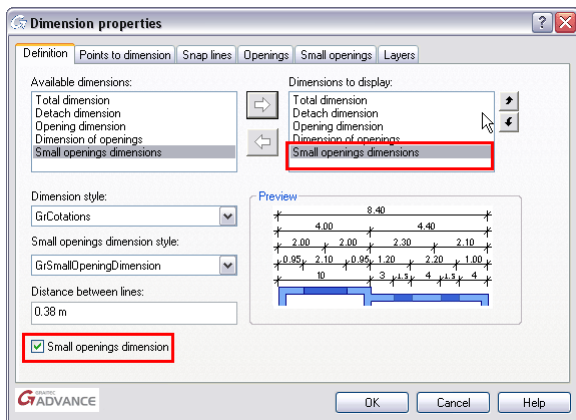 Dimension properties
Definition Points to dimension Snap lines Openings Small openings Layers
Available dimensions:
Total dimension
Detach dimension
Opening dimension
Dimension of openings
Small openings dimensions
Dimensions to display:
Total dimension
Detach dimension
Opening dimension
Dimension of openings
Small openings dimensions
Dimension style:
GrCotations
Small openings dimension style:
GrSmallOpeningDimension
Distance between lines:
0.38 m
Small openings dimension
Preview
8.40
4.00 4.40
2.00 2.00 2.30 2.10
0.95 2.10 0.95 1.20 2.20 1.00
10 3 1.5 4 1.5 4
GRAITEC
ADVANCE
OK Cancel Help